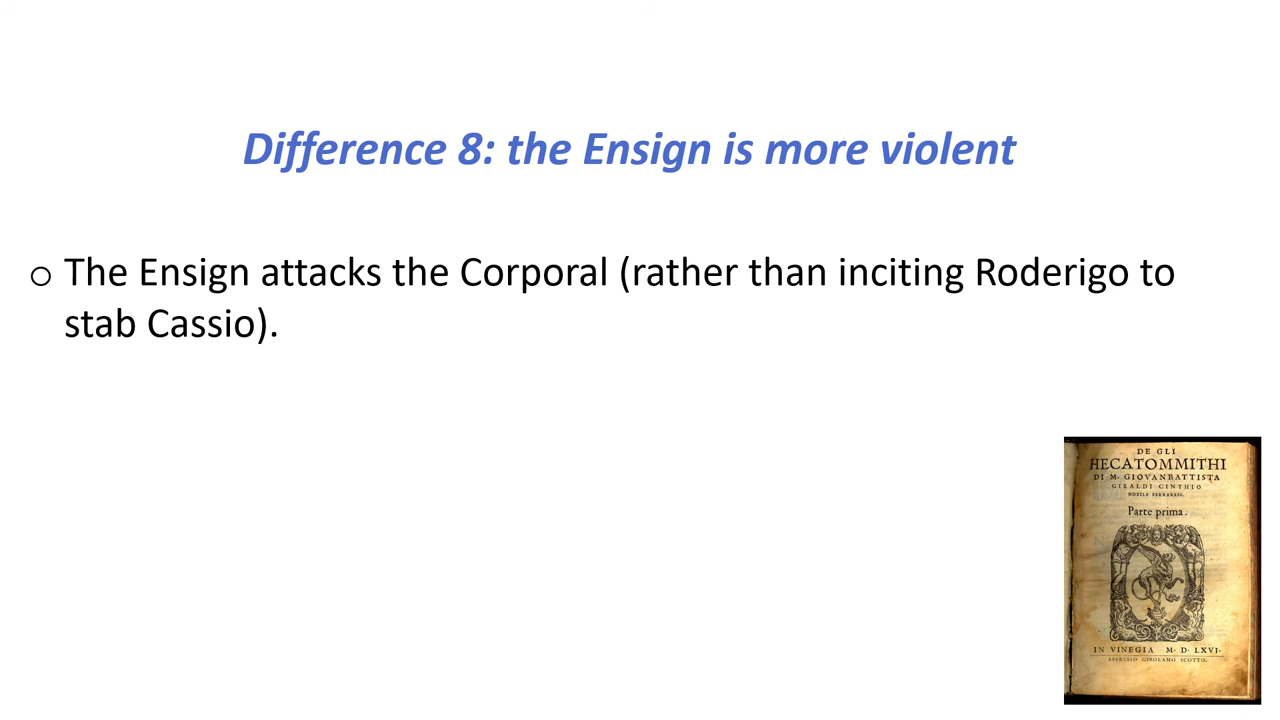 Difference 8: the Ensign is more violent
o The Ensign attacks the Corporal (rather than inciting Roderigo to
stab Cassio).
DE GLI
HECATOMMITHI
DI M. GIOVANBATTISTA
GIRALDI CINTHIO
NOBILE FERRARESE.
Parte prima.
IN VINEGIA M. D. LXVI.
APPRESSO GIROLAMO SCOTTO.